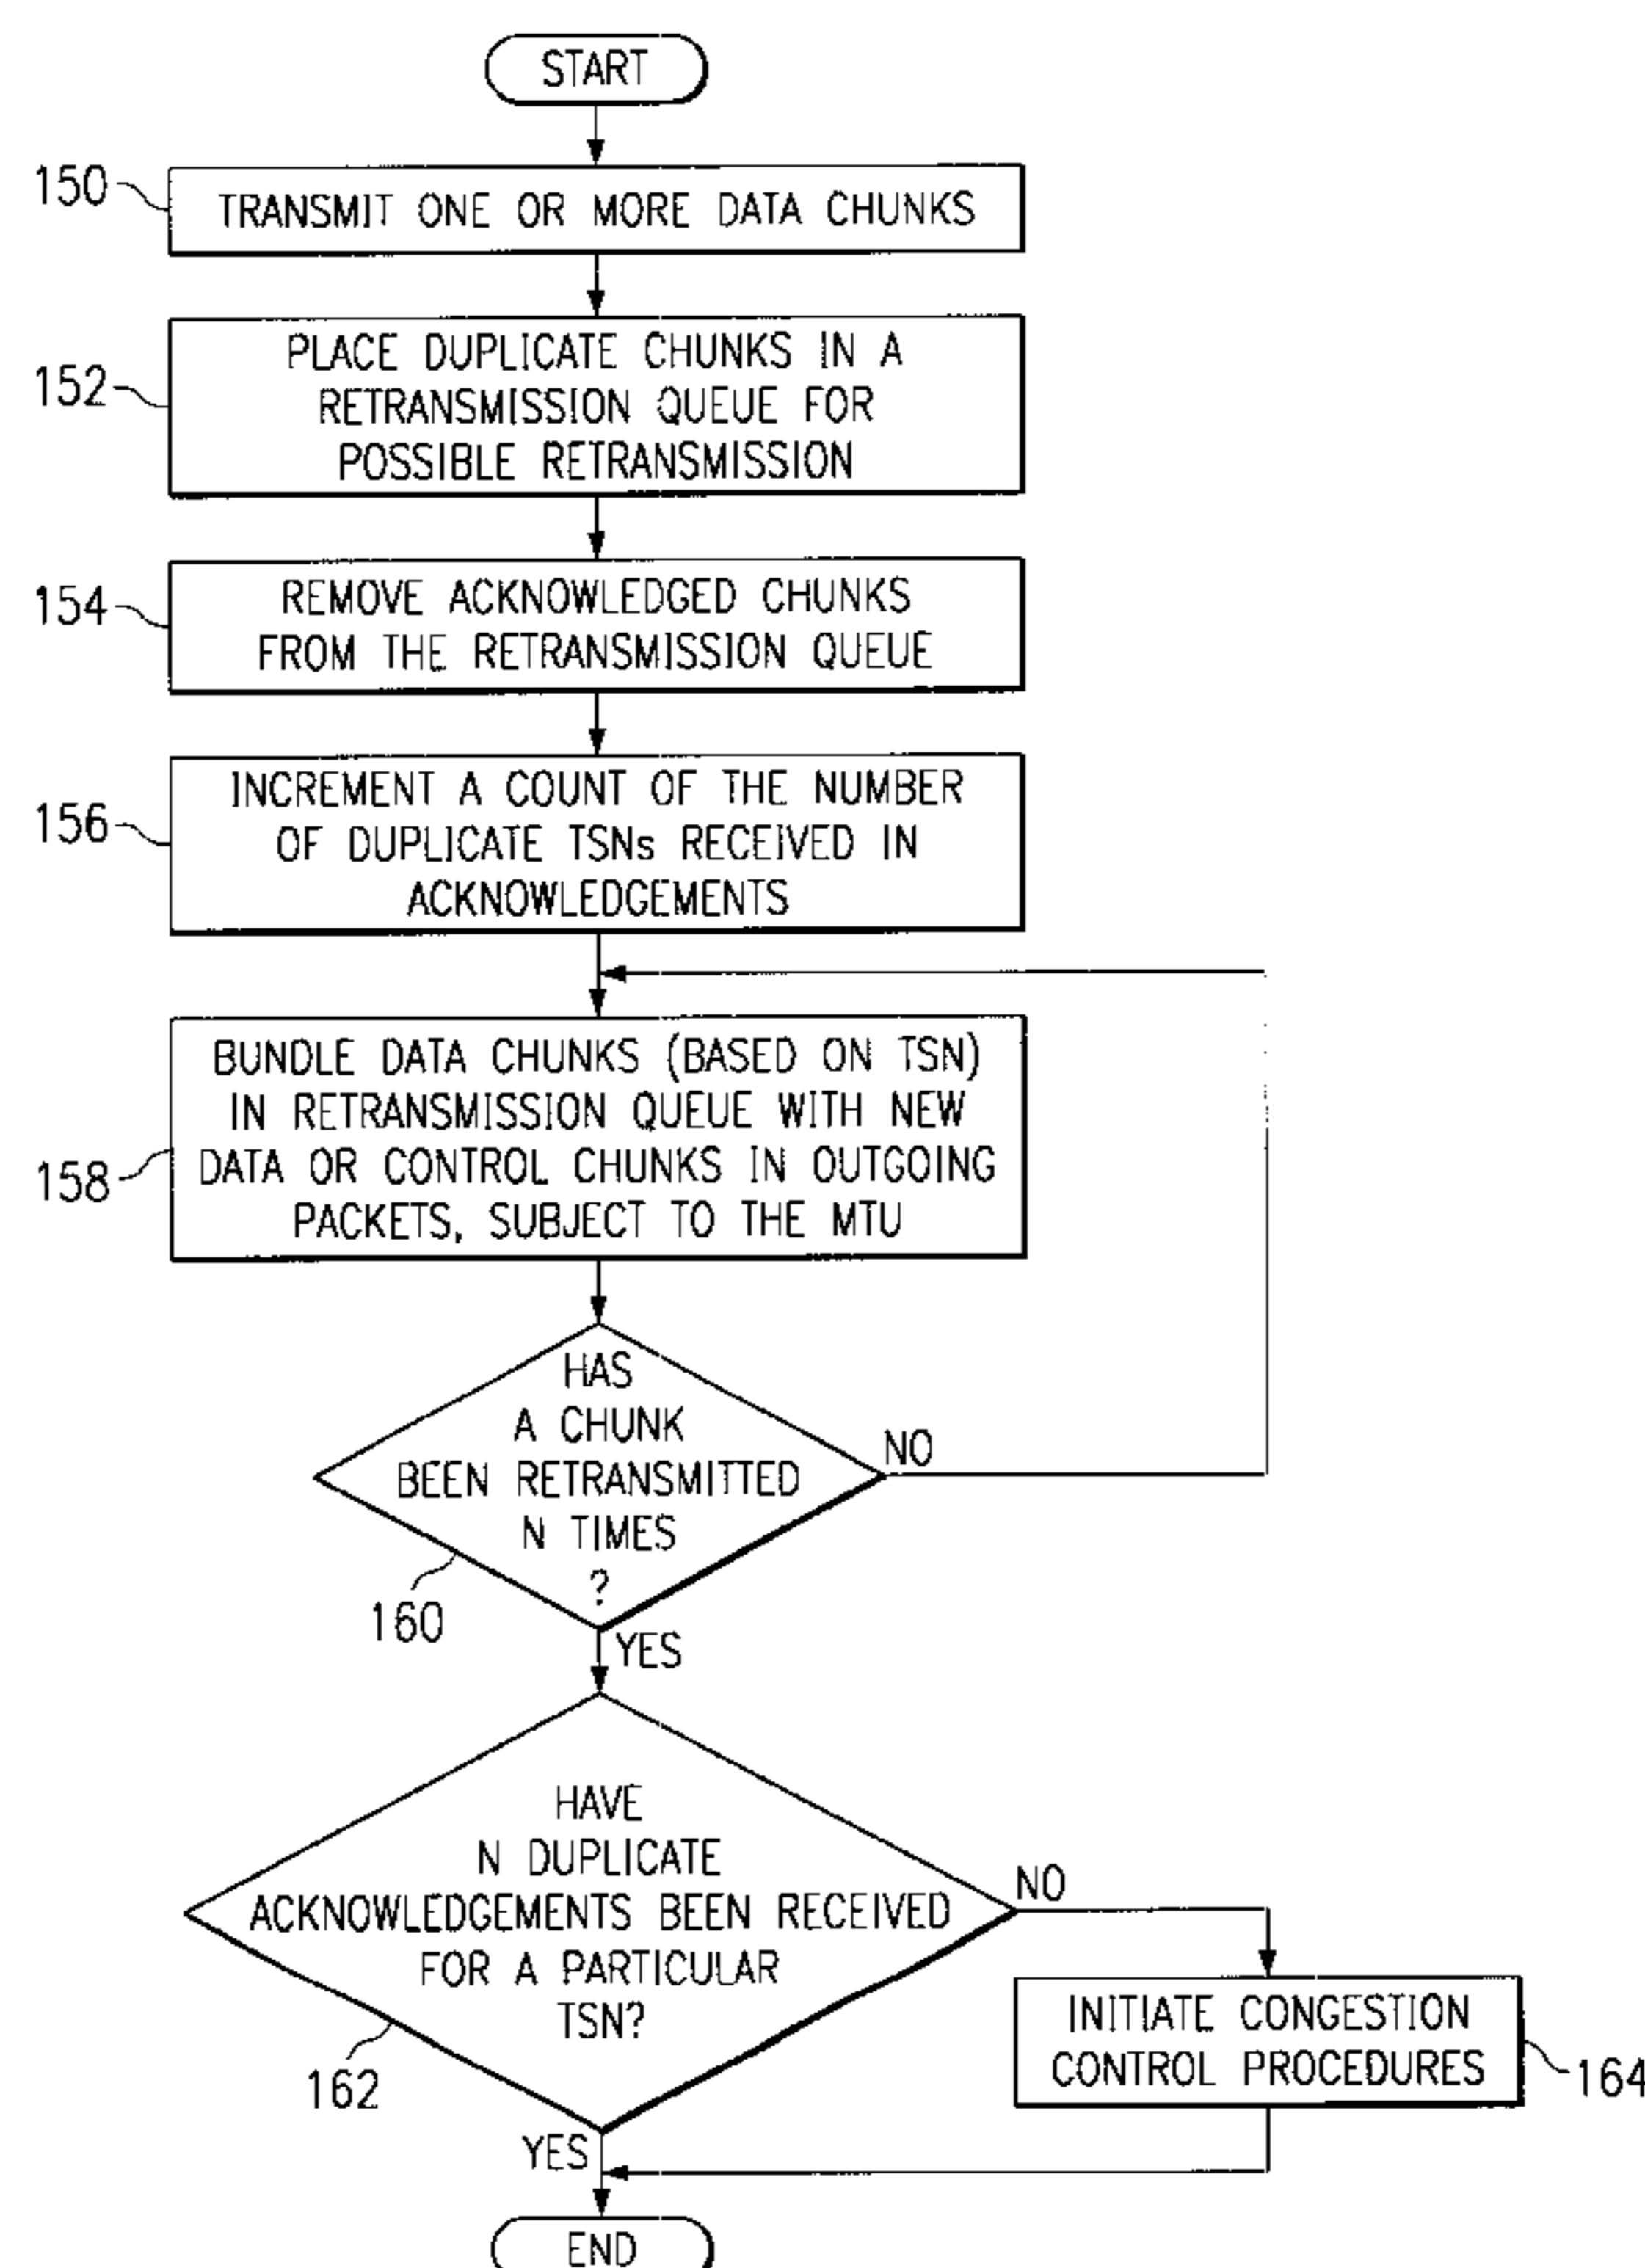 START
150
TRANSMIT ONE OR MORE DATA CHUNKS
152
PLACE DUPLICATE CHUNKS IN A
RETRANSMISSION QUEUE FOR
POSSIBLE RETRANSMISSION
154
REMOVE ACKNOWLEDGED CHUNKS
FROM THE RETRANSMISSION QUEUE
156
INCREMENT A COUNT OF THE NUMBER
OF DUPLICATE TSNs RECEIVED IN
ACKNOWLEDGEMENTS
158
BUNDLE DATA CHUNKS (BASED ON TSN)
IN RETRANSMISSION QUEUE WITH NEW
DATA OR CONTROL CHUNKS IN OUTGOING
PACKETS, SUBJECT TO THE MTU
HAS
A CHUNK
BEEN RETRANSMITTED
N TIMES
?
NO
160
YES
HAVE
N DUPLICATE
ACKNOWLEDGEMENTS BEEN RECEIVED
FOR A PARTICULAR
TSN?
NO
162
INITIATE CONGESTION
CONTROL PROCEDURES
164
YES
END